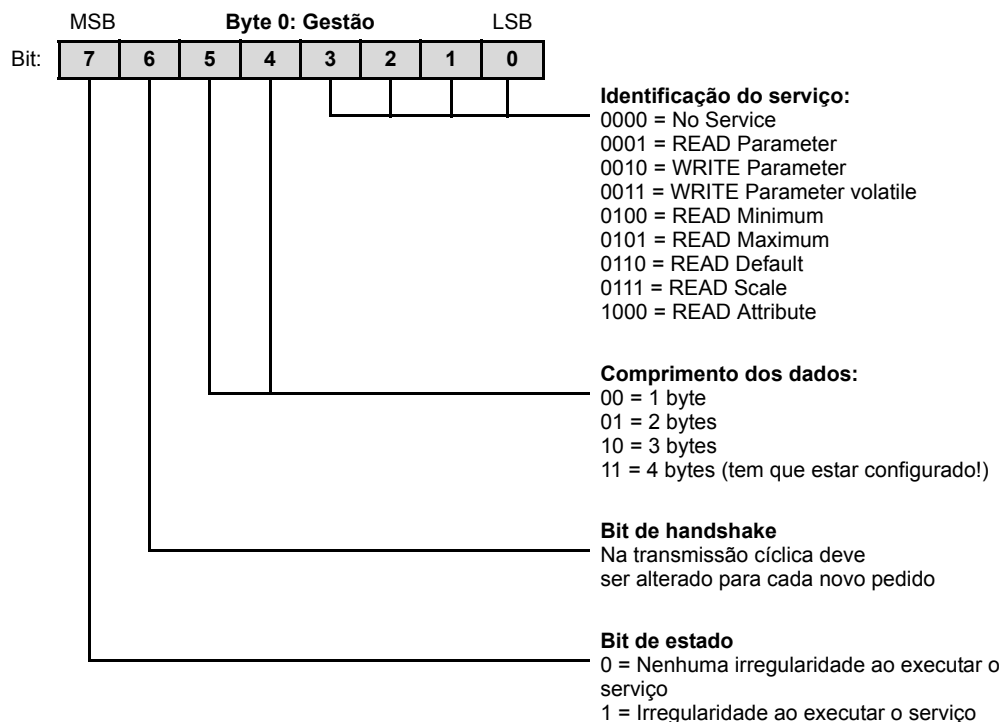 MSB Byte 0: Gestão LSB
Bit: 7 6 5 4 3 2 1 0
Identificação do serviço:
0000 = No Service
0001 = READ Parameter
0010 = WRITE Parameter
0011 = WRITE Parameter volatile
0100 = READ Minimum
0101 = READ Maximum
0110 = READ Default
0111 = READ Scale
1000 = READ Attribute
Comprimento dos dados:
00 = 1 byte
01 = 2 bytes
10 = 3 bytes
11 = 4 bytes (tem que estar configurado!)
Bit de handshake
Na transmissão cíclica deve
ser alterado para cada novo pedido
Bit de estado
0 = Nenhuma irregularidade ao executar o
serviço
1 = Irregularidade ao executar o serviço